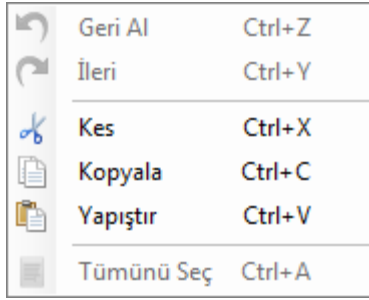 Geri Al Ctrl+Z
İleri Ctrl+Y
Kes Ctrl+X
Kopyala Ctrl+C
Yapıştır Ctrl+V
Tümünü Seç Ctrl+A